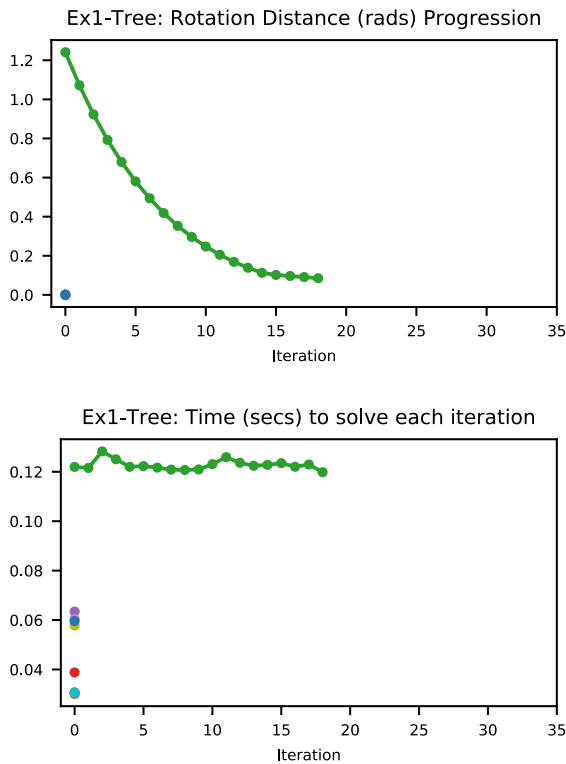 Ex1-Tree: Rotation Distance (rads) Progression
1.2
1.0
0.8
0.6
0.4
0.2
0.0
0 5 10 15 20 25 30 35
Iteration
Ex1-Tree: Time (secs) to solve each iteration
0.12
0.10
0.08
0.06
0.04
0 5 10 15 20 25 30 35
Iteration